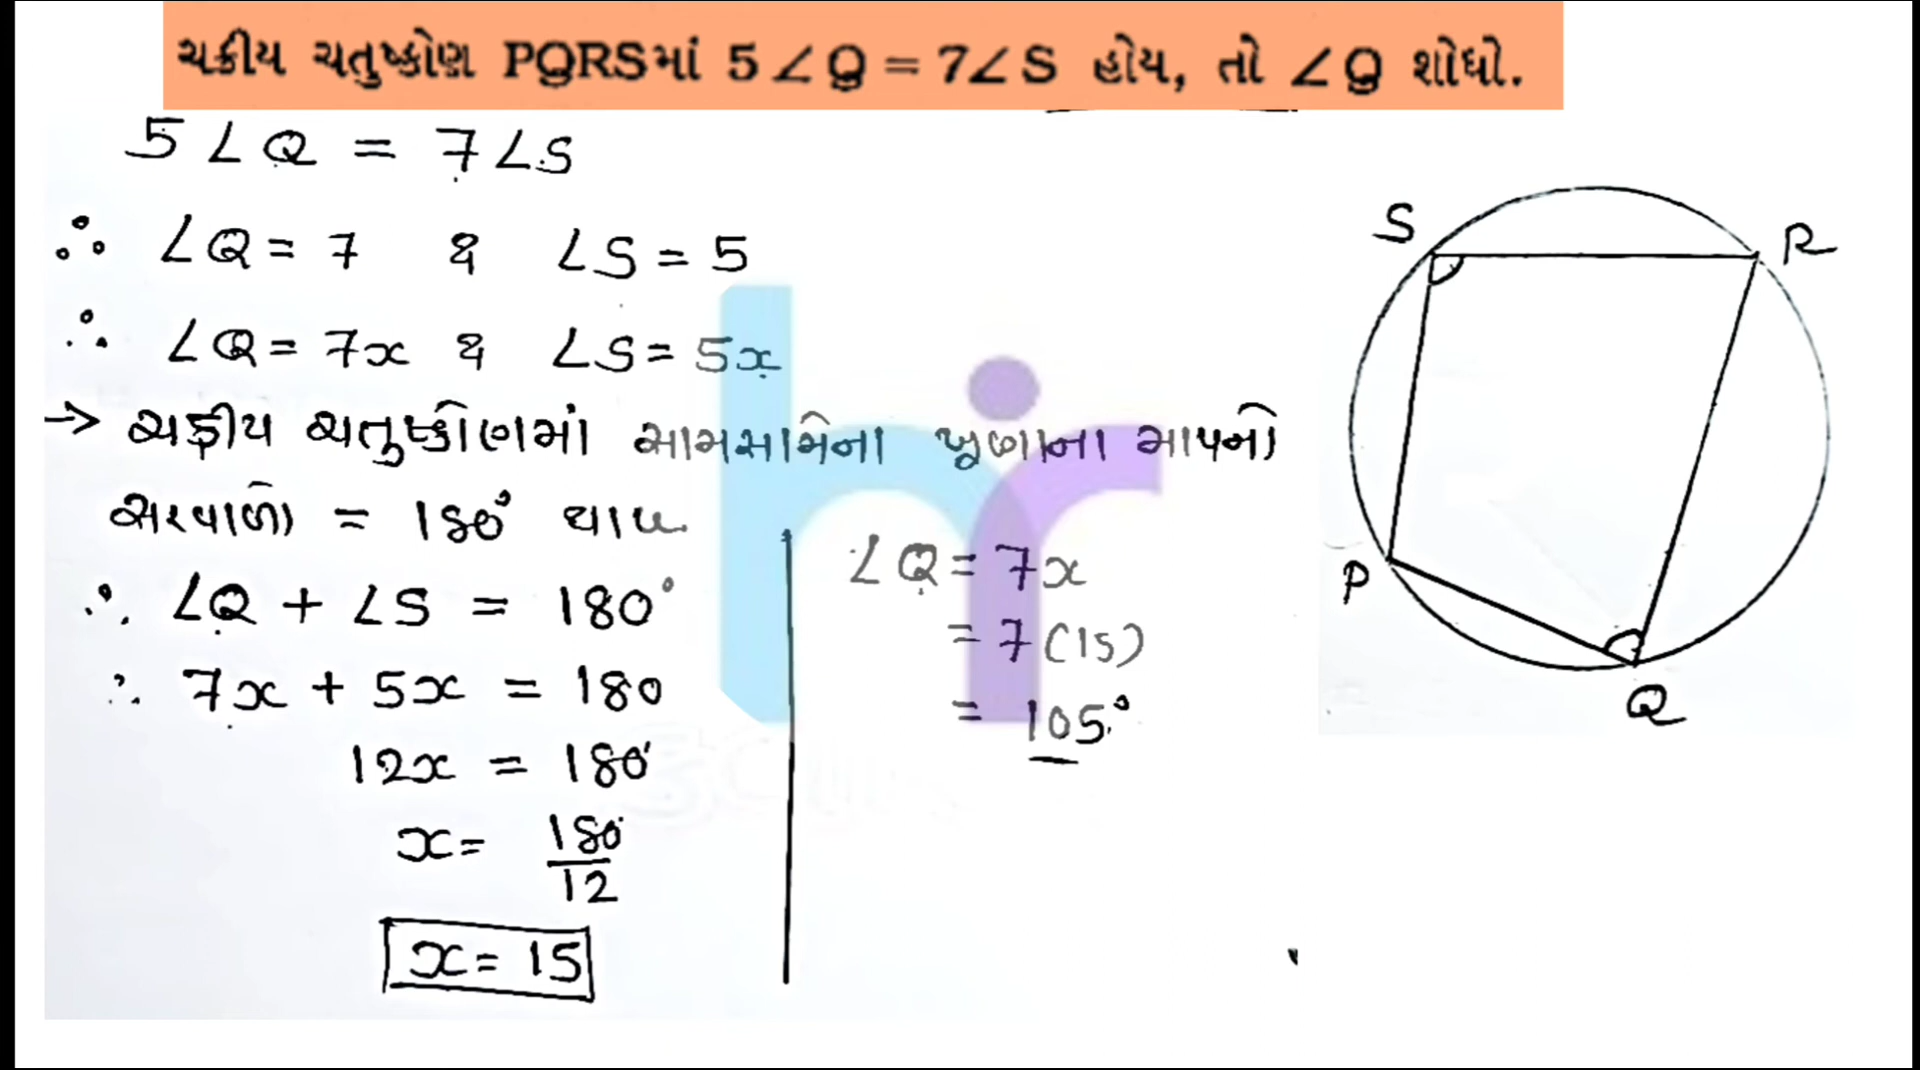 ચક્રીય ચતુષ્કોણ PQRSમાં 5∠Q = 7∠S હોય, તો ∠Q શોધો.
5∠Q = 7∠S
∴ ∠Q = 7 & ∠S = 5
∴ ∠Q = 7x & ∠S = 5x
→ ચક્રીય ચતુષ્કોણમાં સામસામેના ખૂણાના માપનો
સરવાળો = 180° થાય.
∴ ∠Q + ∠S = 180°
∴ 7x + 5x = 180
12x = 180
x = 180/12
x = 15
∠Q = 7x
= 7(15)
= 105°
S
R
P
Q